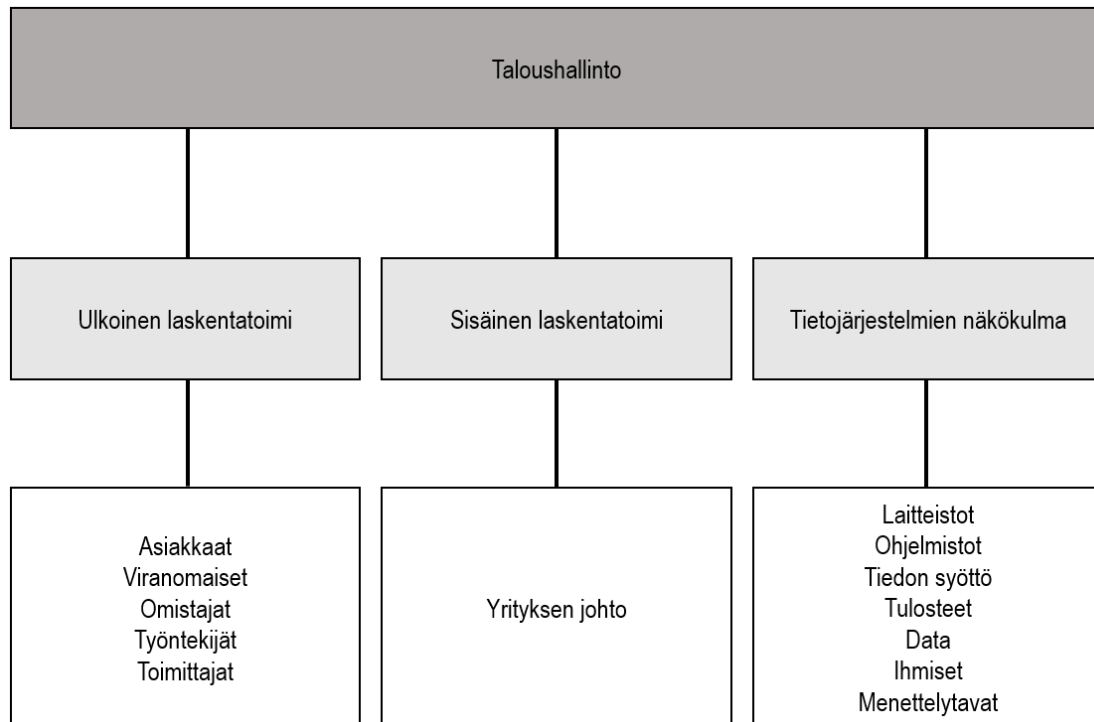 Taloushallinto
Ulkoinen laskentatoimi
Sisäinen laskentatoimi
Tietojärjestelmien näkökulma
Asiakkaat
Viranomaiset
Omistajat
Työntekijät
Toimittajat
Yrityksen johto
Laitteistot
Ohjelmistot
Tiedon syöttö
Tulosteet
Data
Ihmiset
Menettelytavat